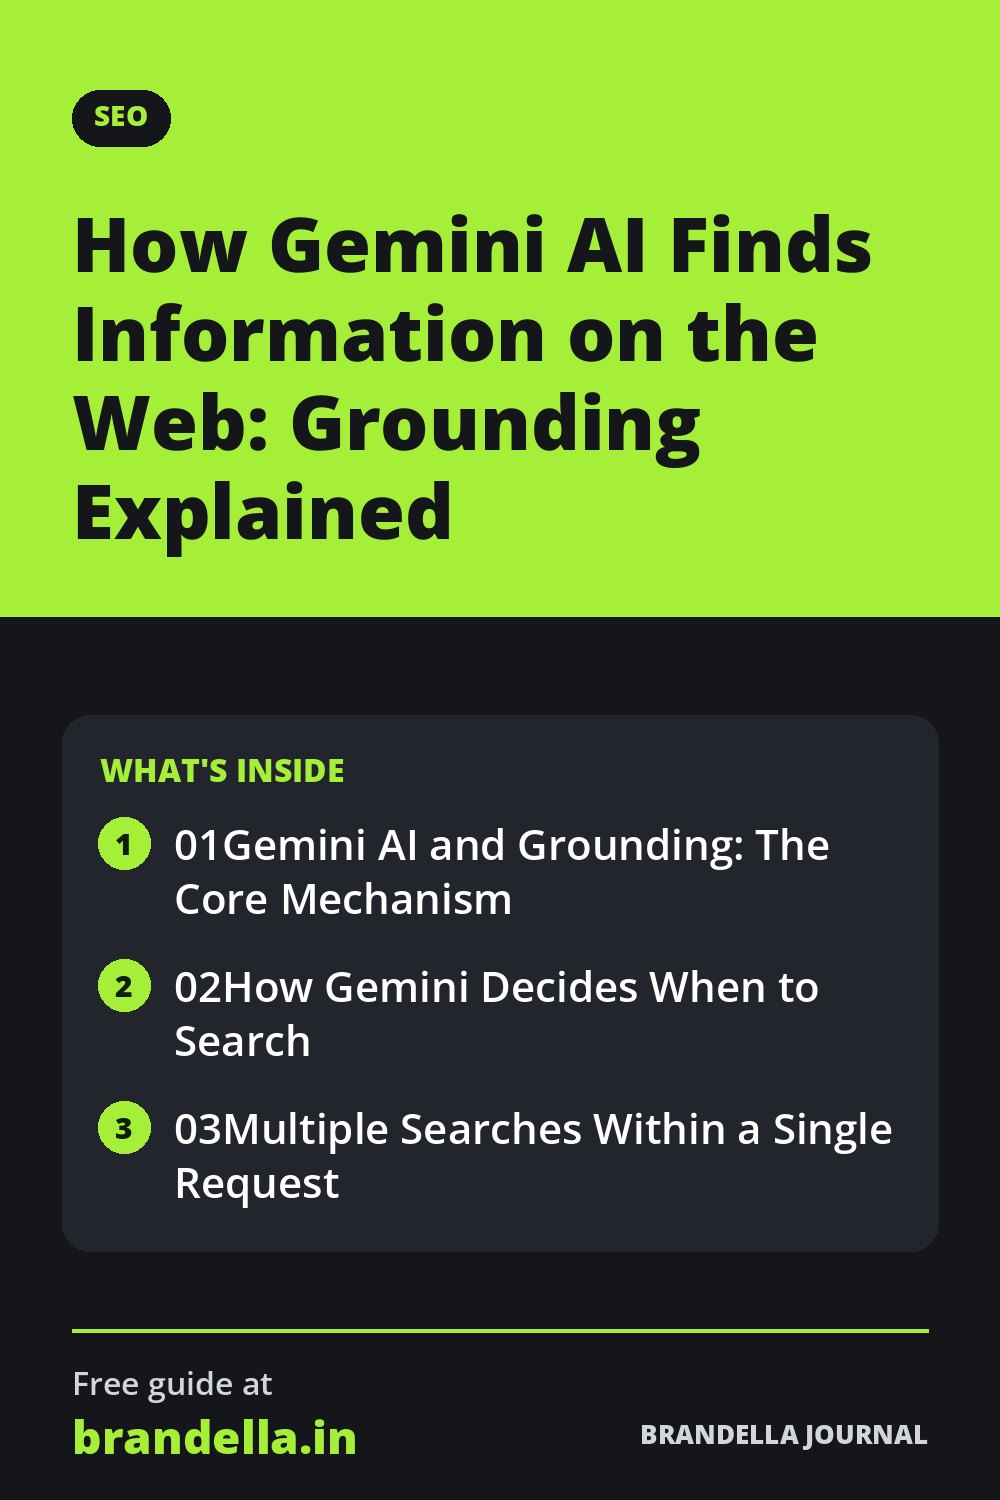 SEO
How Gemini AI Finds
Information on the
Web: Grounding
Explained
WHAT'S INSIDE
1 01Gemini AI and Grounding: The
Core Mechanism
2 02How Gemini Decides When to
Search
3 03Multiple Searches Within a Single
Request
Free guide at
brandella.in
BRANDELLA JOURNAL